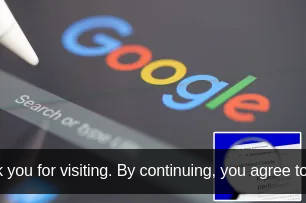 Google
Search or type
k you for visiting. By continuing, you agree to